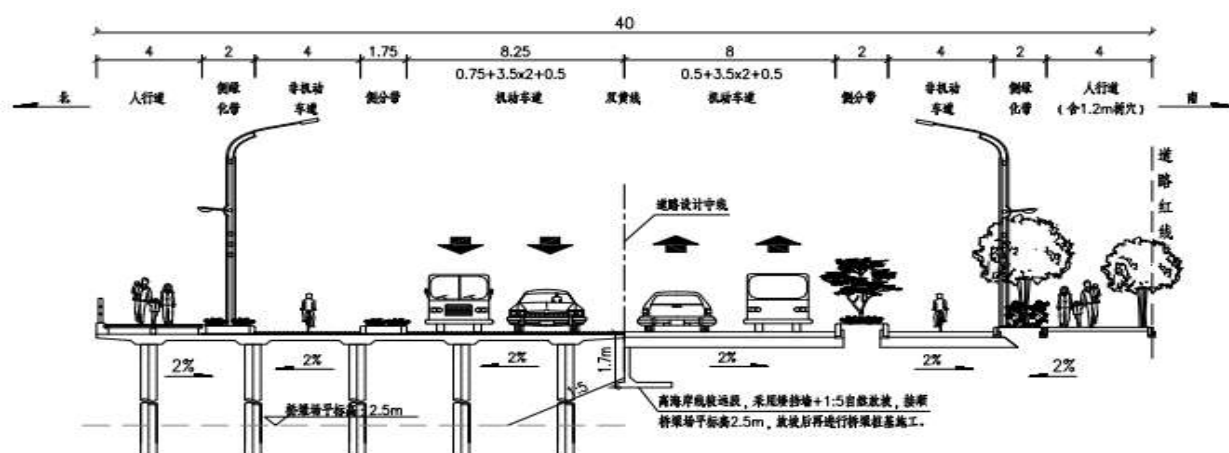 40
4 2 4 1.75 8.25 8 2 4 2 4
0.75+3.5x2+0.5 0.5+3.5x2+0.5
北 人行道 侧绿化带 非机动车道 侧分带 机动车道 双黄线 机动车道 侧分带 非机动车道 侧绿化带 人行道 南
(含1.2m树穴)
道路红线
道路设计中线
2% 2% 2% 1.7m 2% 2% 2%
1:5
离海岸线较远段，采用矮挡墙+1:5自然放坡，接顺
桥梁场平标高2.5m，放坡后再进行桥梁桩基施工。
桥梁场平标高：2.5m